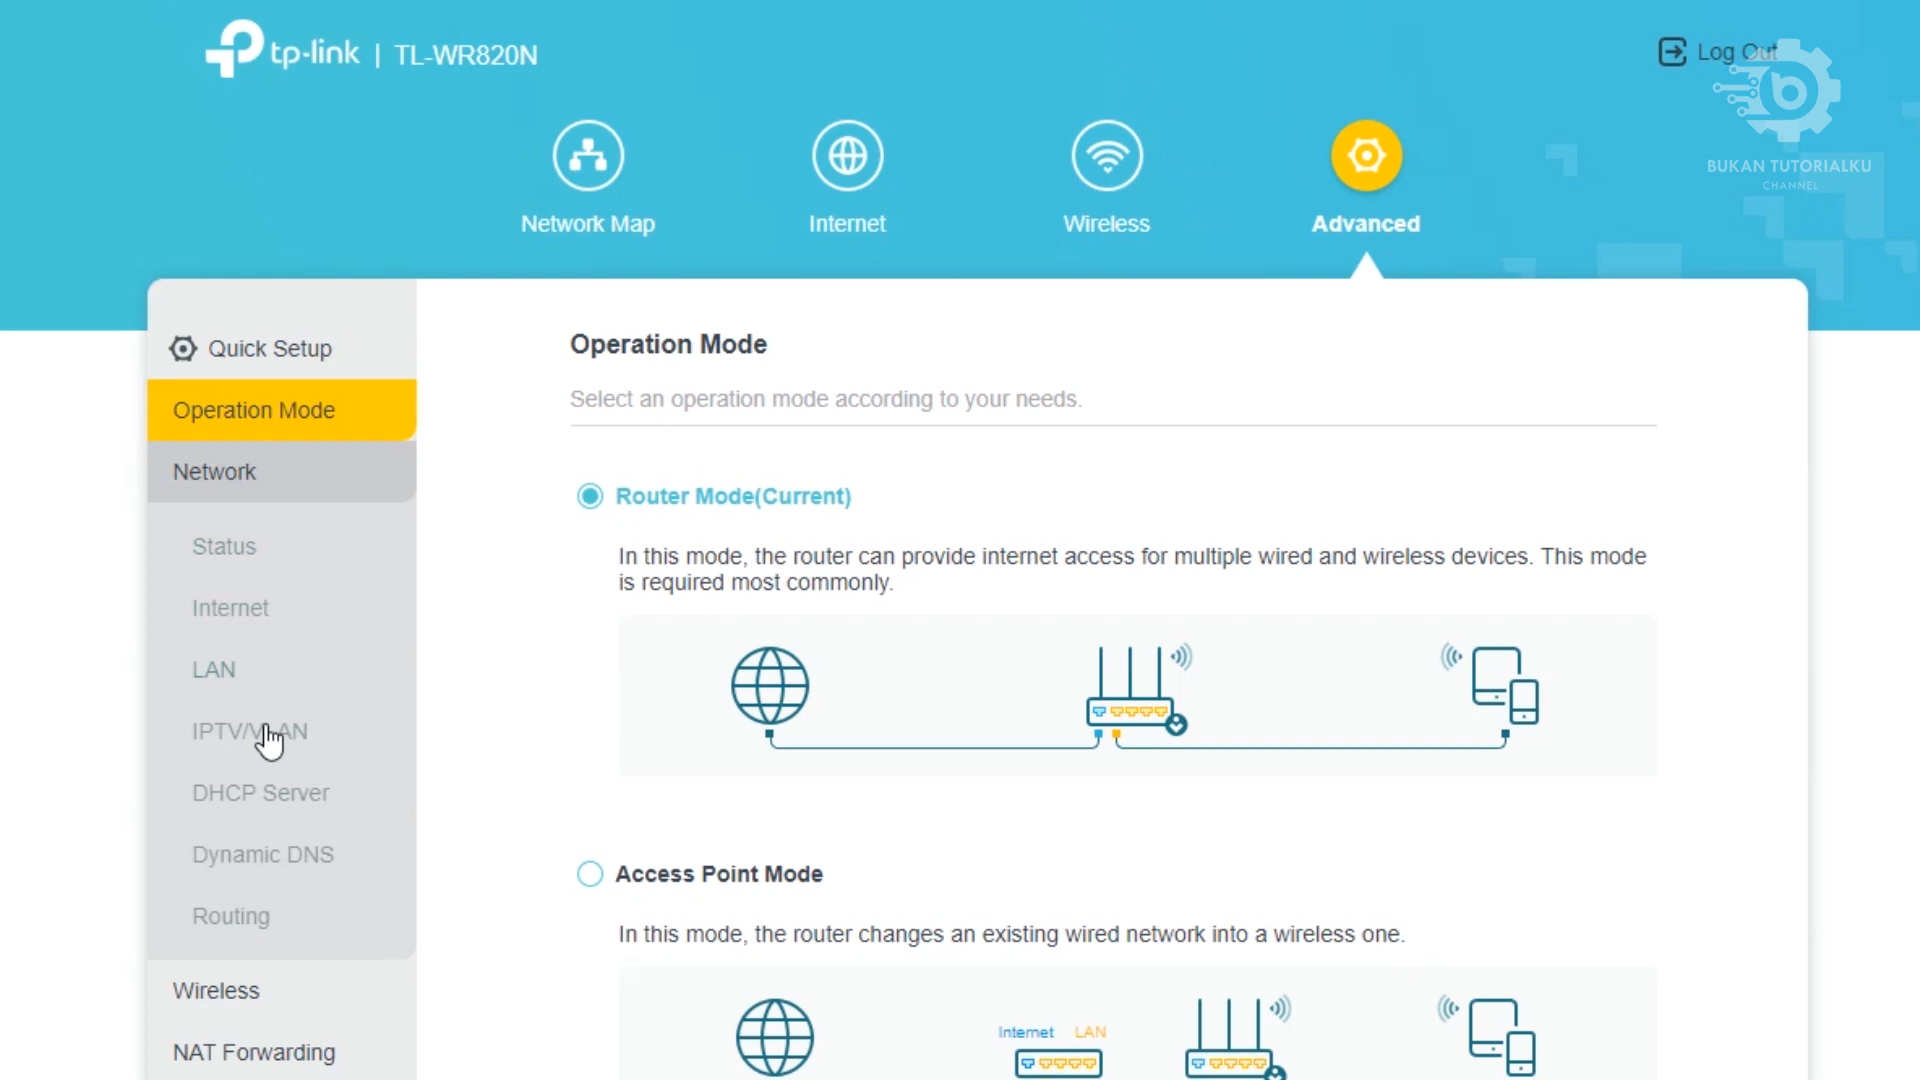 tp-link | TL-WR820N
Log Out
BUKAN TUTORIALKU
CHANNEL
Network Map
Internet
Wireless
Advanced
Quick Setup
Operation Mode
Network
Status
Internet
LAN
IPTV/VLAN
DHCP Server
Dynamic DNS
Routing
Wireless
NAT Forwarding
Operation Mode
Select an operation mode according to your needs.
Router Mode(Current)
In this mode, the router can provide internet access for multiple wired and wireless devices. This mode
is required most commonly.
Access Point Mode
In this mode, the router changes an existing wired network into a wireless one.
Internet LAN